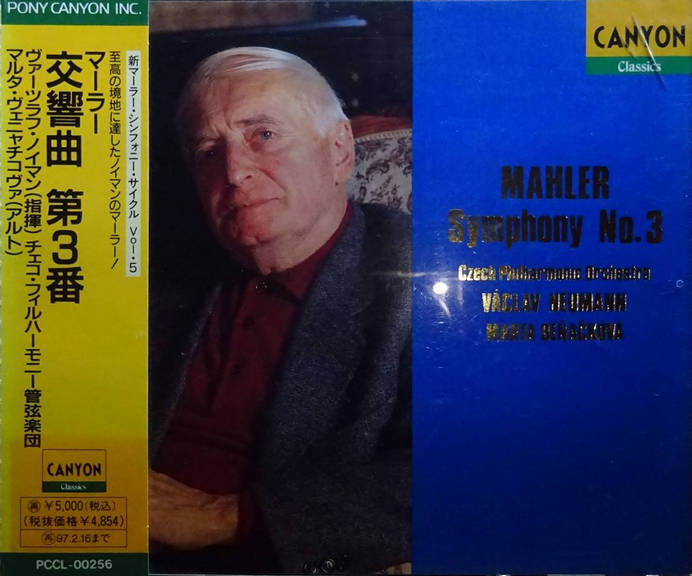 PONY CANYON INC.
新マーラー・シンフォニー・サイクル Vol・5
至高の境地に達したノイマンのマーラー!
マーラー
交響曲 第3番
ヴァーツラフ・ノイマン(指揮)チェコ・フィルハーモニー管弦楽団
マルタ・ヴェニャチコヴァ(アルト)
CANYON
Classics
再 ¥5,000(税込)
(税抜価格¥4,854)
再 97.2.16まで
PCCL-00256
CANYON
Classics
MAHLER
Symphony No.3
Czech Philharmonic Orchestra
VÁCLAV NEUMANN
MARTA BEŇAČKOVÁ